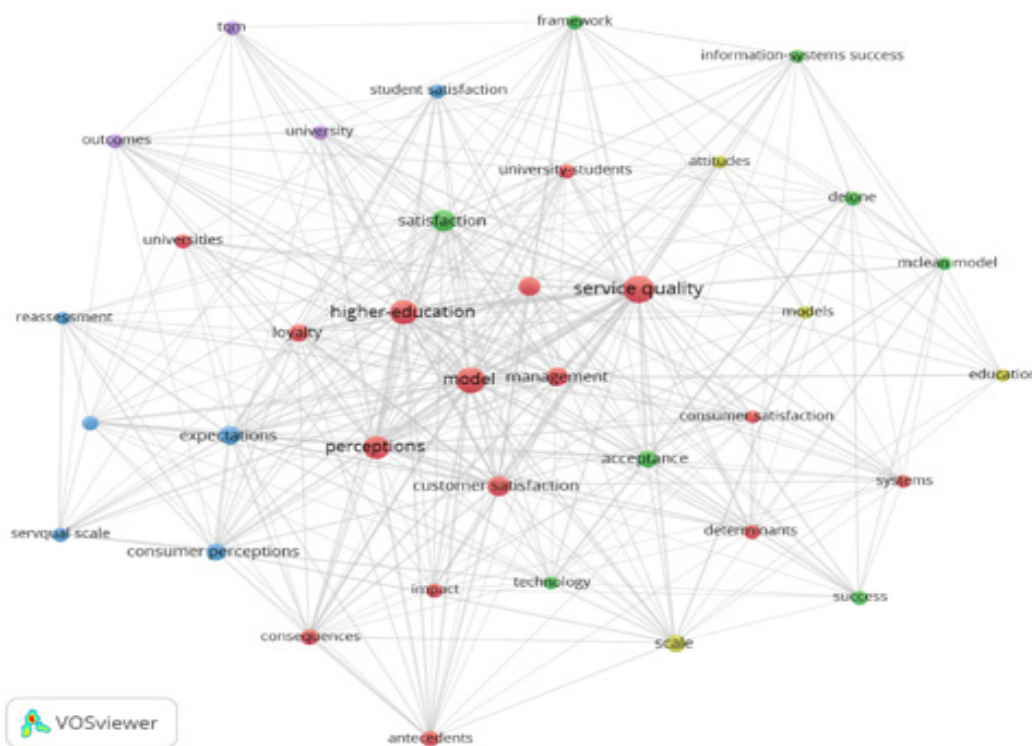 tqm
framework
information-systems success
student satisfaction
outcomes
university
university-students
attitudes
delone
satisfaction
universities
mclean model
service quality
higher-education
reassessment
loyalty
models
model
management
education
consumer satisfaction
expectations
perceptions
acceptance
customer satisfaction
systems
servqual scale
determinants
consumer perceptions
impact
technology
success
consequences
scale
VOSviewer
antecedents